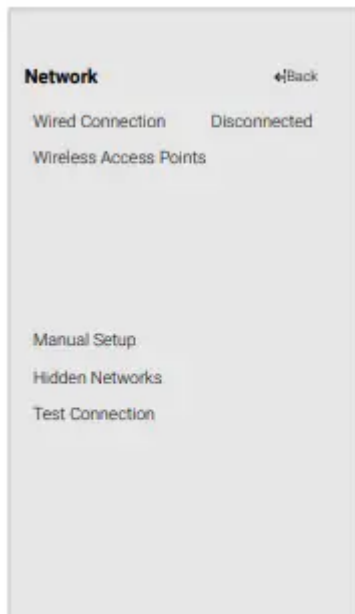 Network Back
Wired Connection Disconnected
Wireless Access Points
Manual Setup
Hidden Networks
Test Connection